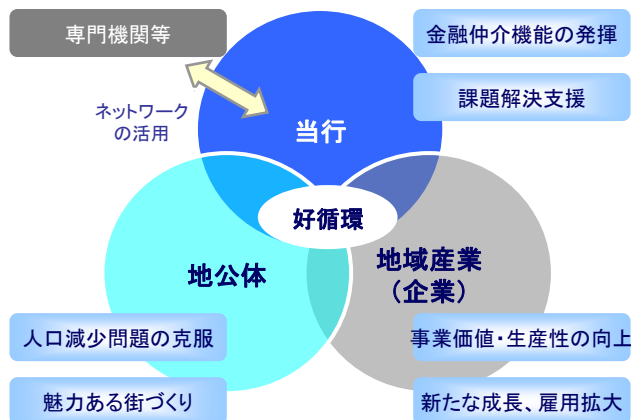 専門機関等
金融仲介機能の発揮
課題解決支援
ネットワーク
の活用
当行
好循環
地公体
地域産業
（企業）
人口減少問題の克服
事業価値・生産性の向上
魅力ある街づくり
新たな成長、雇用拡大